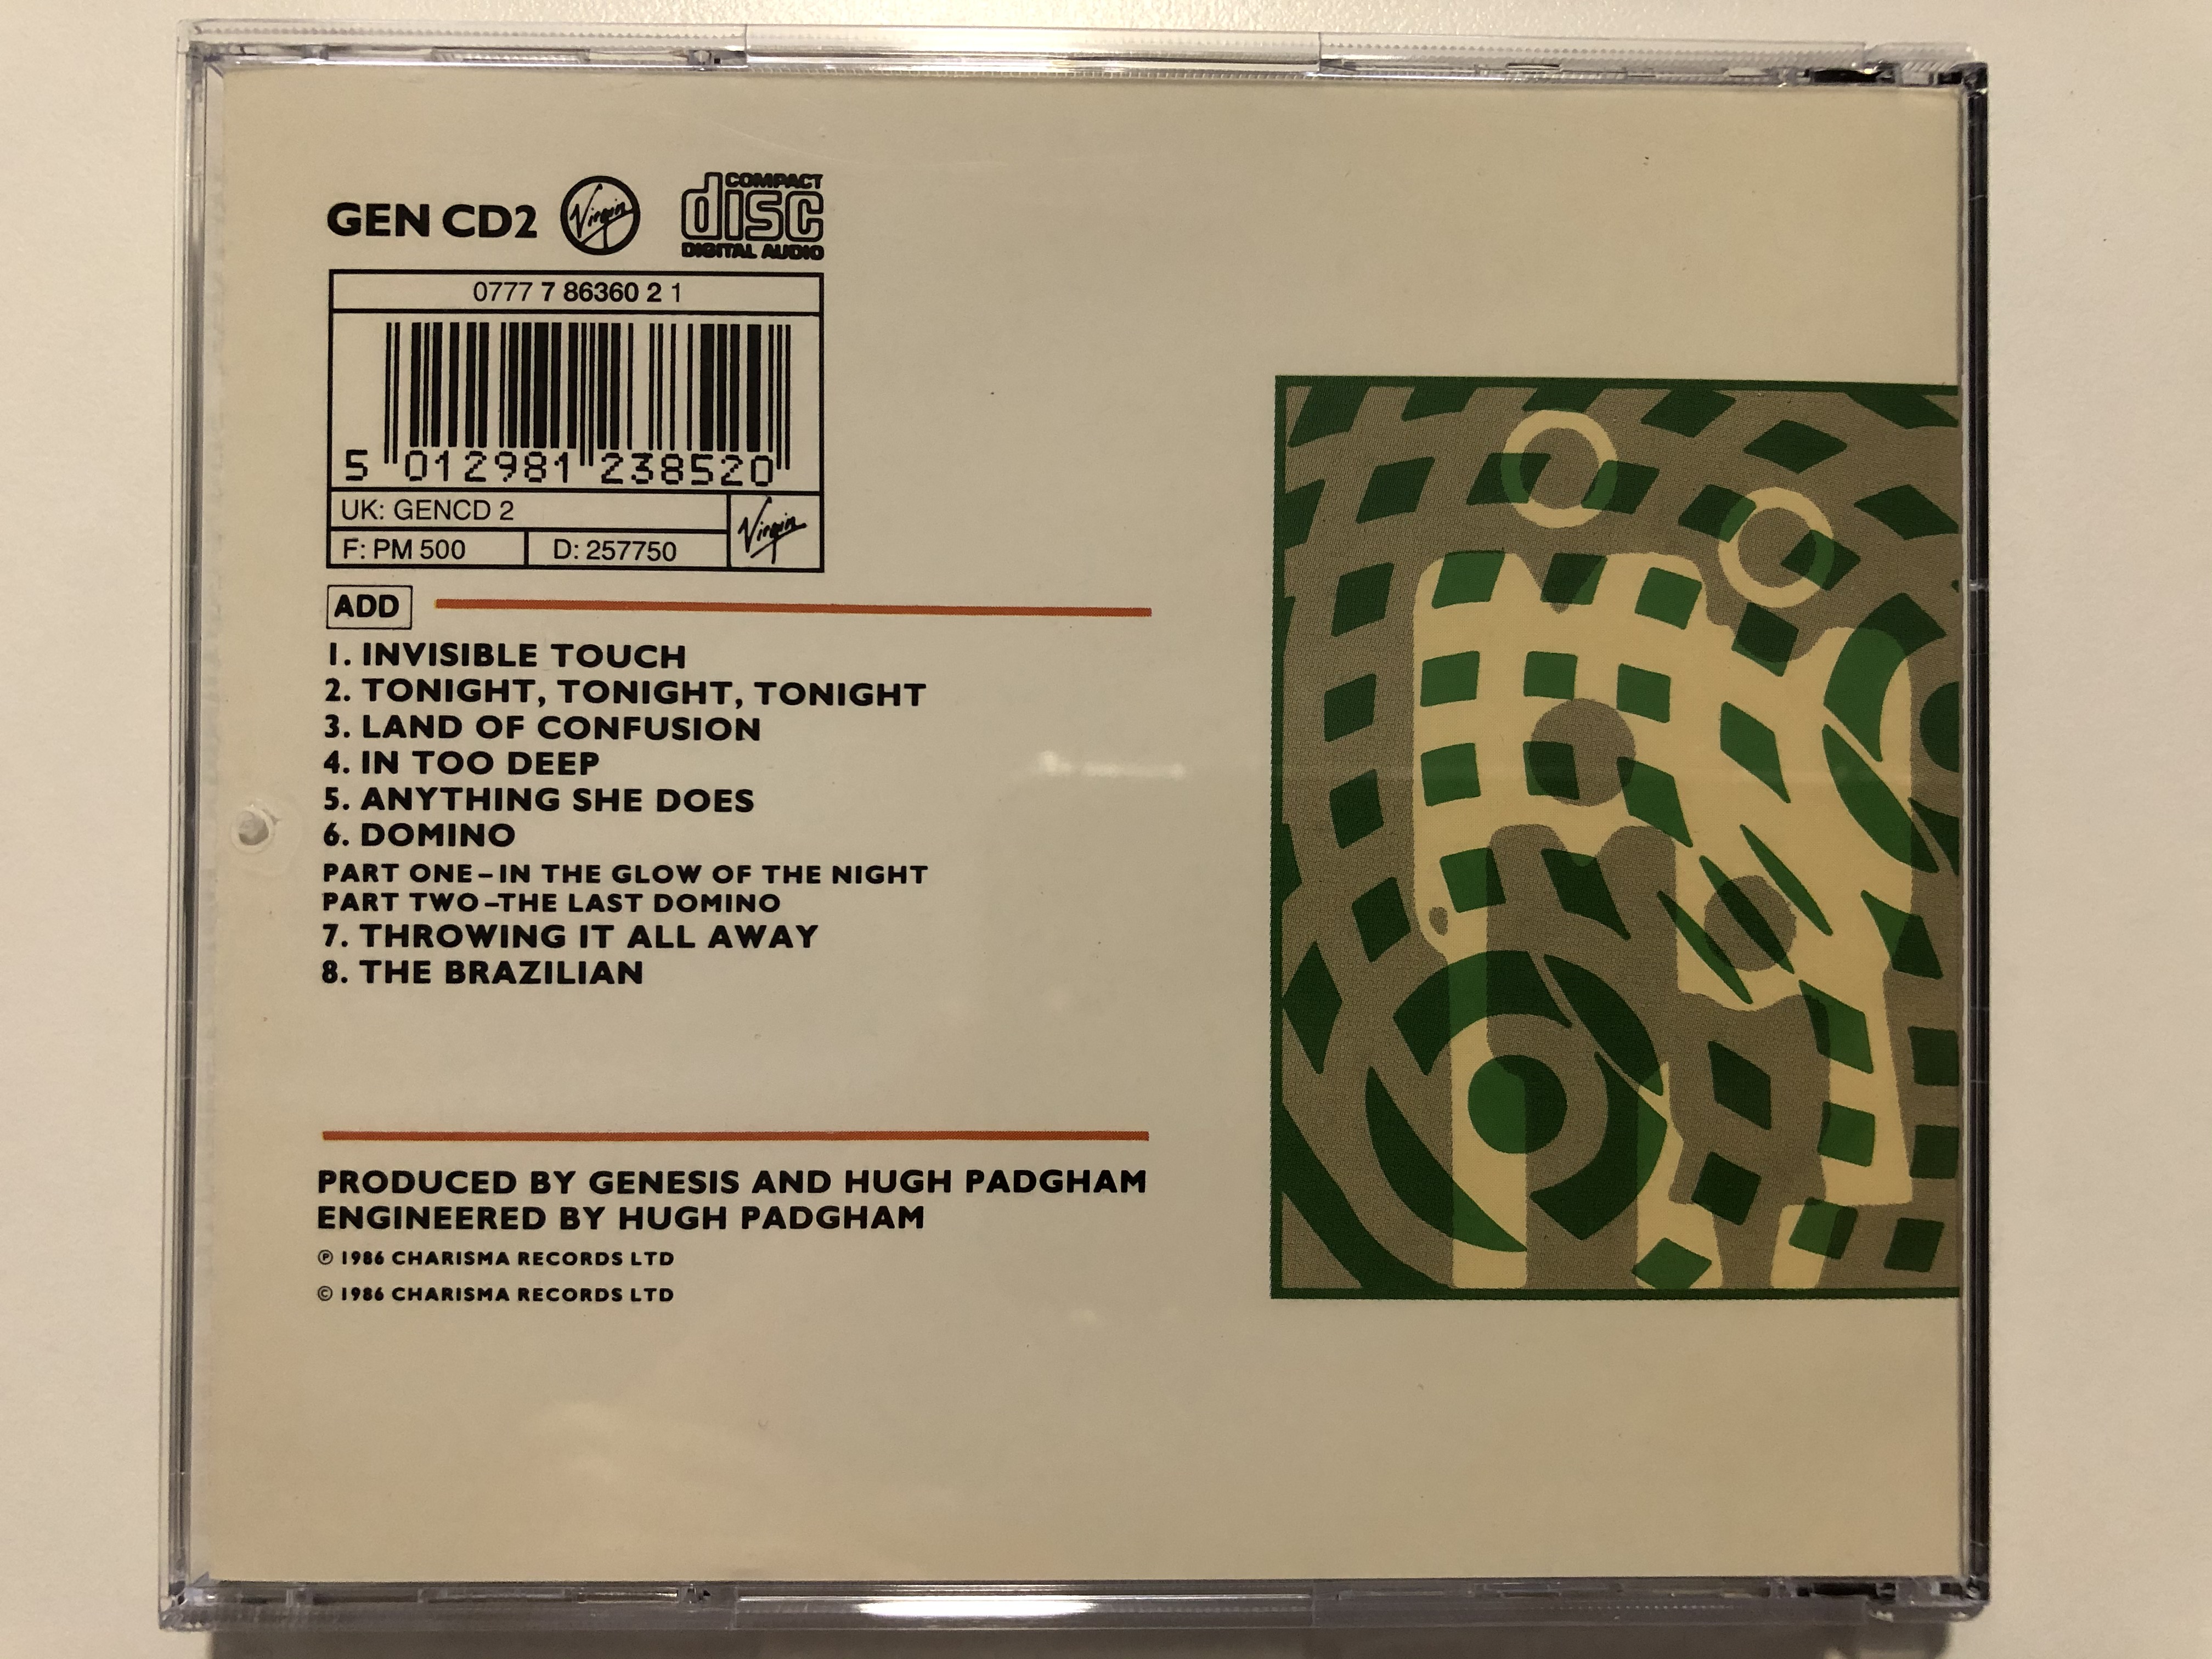 GEN CD2 Virgin COMPACT disc DIGITAL AUDIO
0777 7 86360 2 1
5 012981 238520
UK: GENCD 2
F: PM 500 D: 257750 Virgin
ADD
1. INVISIBLE TOUCH
2. TONIGHT, TONIGHT, TONIGHT
3. LAND OF CONFUSION
4. IN TOO DEEP
5. ANYTHING SHE DOES
6. DOMINO
PART ONE – IN THE GLOW OF THE NIGHT
PART TWO – THE LAST DOMINO
7. THROWING IT ALL AWAY
8. THE BRAZILIAN
PRODUCED BY GENESIS AND HUGH PADGHAM
ENGINEERED BY HUGH PADGHAM
℗ 1986 CHARISMA RECORDS LTD
© 1986 CHARISMA RECORDS LTD